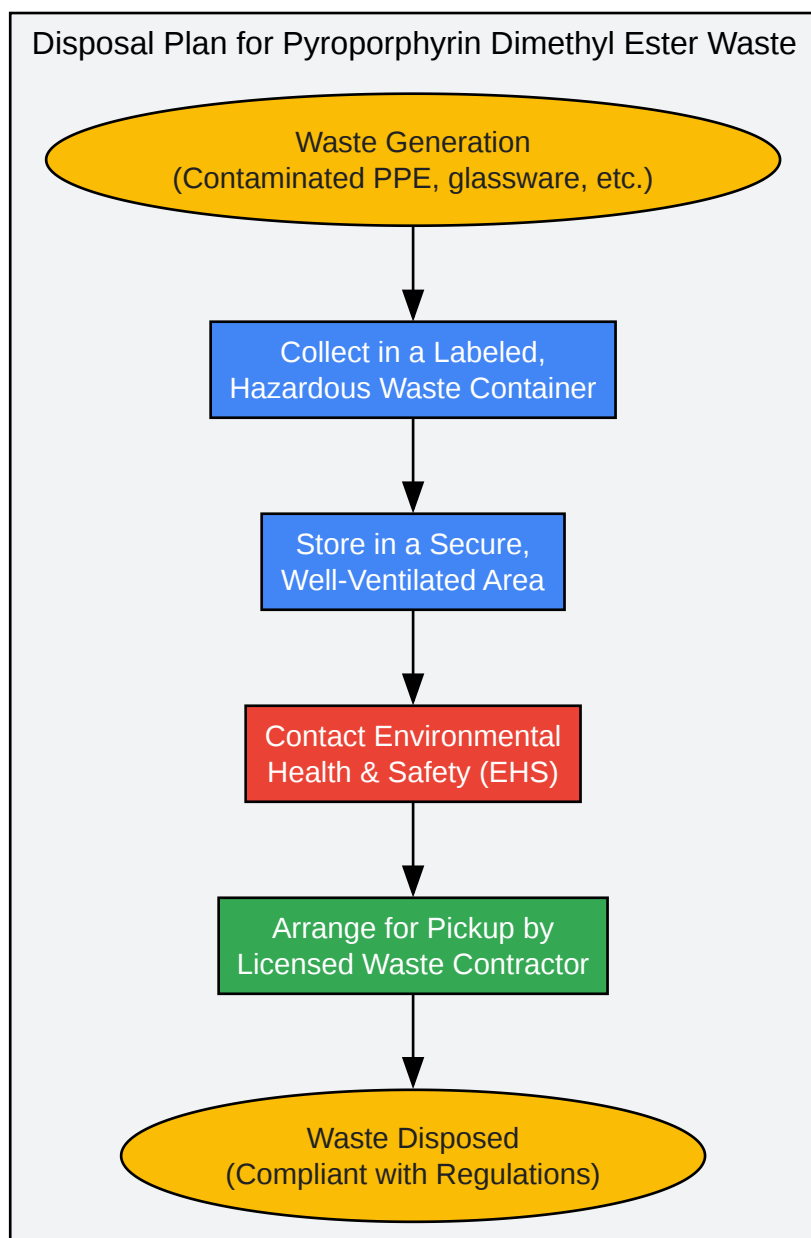 Disposal Plan for Pyroporphyrin Dimethyl Ester Waste
Waste Generation
(Contaminated PPE, glassware, etc.)
Collect in a Labeled,
Hazardous Waste Container
Store in a Secure,
Well-Ventilated Area
Contact Environmental
Health & Safety (EHS)
Arrange for Pickup by
Licensed Waste Contractor
Waste Disposed
(Compliant with Regulations)